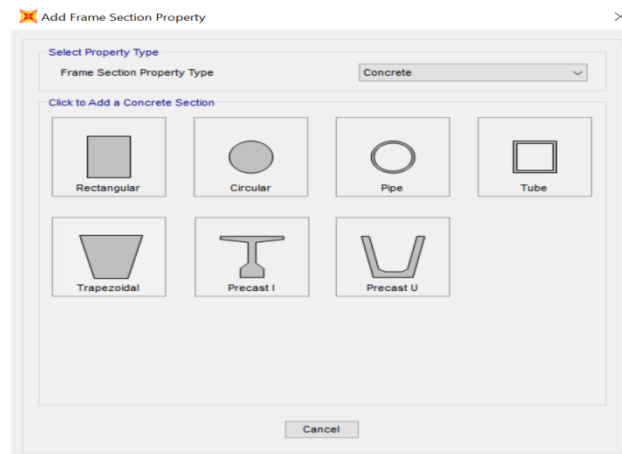 Add Frame Section Property
Select Property Type
Frame Section Property Type
Concrete
Click to Add a Concrete Section
Rectangular
Circular
Pipe
Tube
Trapezoidal
Precast I
Precast U
Cancel